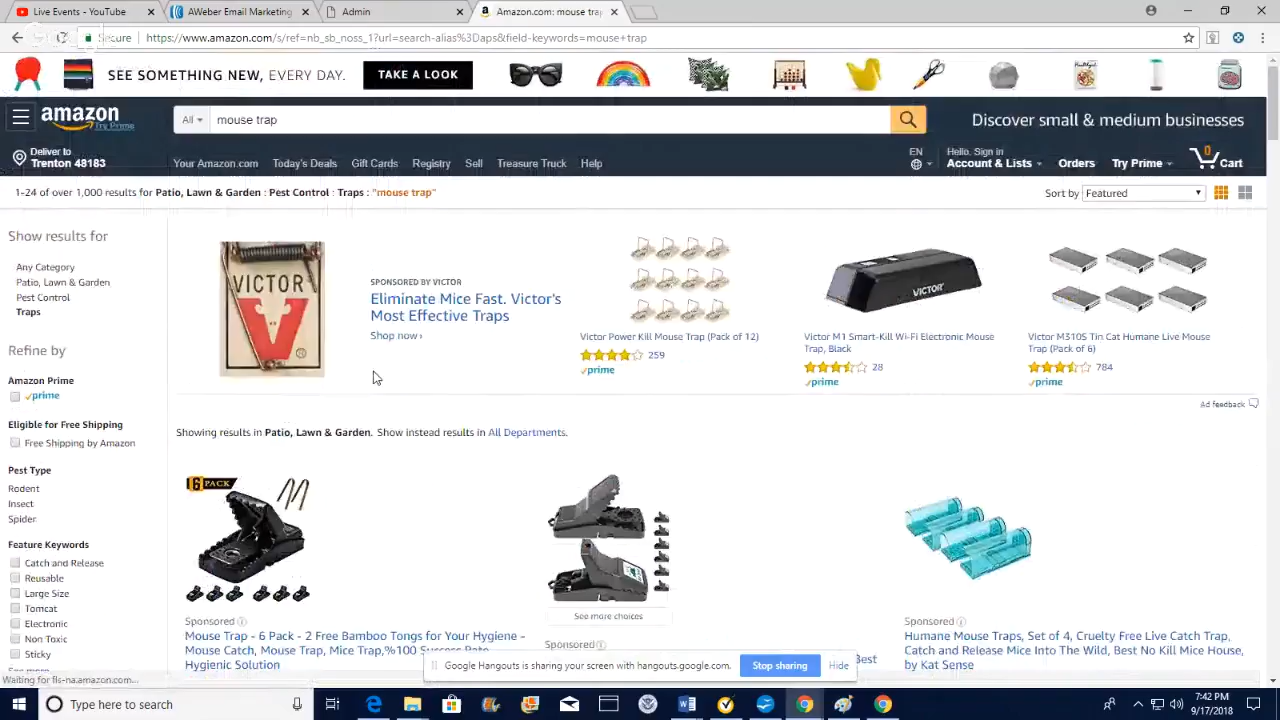 Live Events - YouTube
AWeber Email Marketing
Admin
Amazon.com: mouse tra
Secure
https://www.amazon.com/s/ref=nb_sb_noss_1?url=search-alias%3Daps&field-keywords=mouse+trap
SEE SOMETHING NEW, EVERY DAY.
TAKE A LOOK
amazon
Try Prime
All
mouse trap
Discover small & medium businesses
Deliver to
Trenton 48183
Your Amazon.com
Today's Deals
Gift Cards
Registry
Sell
Treasure Truck
Help
EN
Hello. Sign in
Account & Lists
Orders
Try Prime
0
Cart
1-24 of over 1,000 results for Patio, Lawn & Garden : Pest Control : Traps : "mouse trap"
Sort by
Featured
Show results for
Any Category
Patio, Lawn & Garden
Pest Control
Traps
Refine by
Amazon Prime
prime
Eligible for Free Shipping
Free Shipping by Amazon
Pest Type
Rodent
Insect
Spider
Feature Keywords
Catch and Release
Reusable
Large Size
Tomcat
Electronic
Non Toxic
Sticky
See more
VICTOR
SPONSORED BY VICTOR
Eliminate Mice Fast. Victor's
Most Effective Traps
Shop now ›
Victor Power Kill Mouse Trap (Pack of 12)
259
prime
VICTOR
Victor M1 Smart-Kill Wi-Fi Electronic Mouse
Trap, Black
28
prime
Victor M310S Tin Cat Humane Live Mouse
Trap (Pack of 6)
784
prime
Ad feedback
Showing results in Patio, Lawn & Garden. Show instead results in All Departments.
6 PACK
Sponsored
Mouse Trap - 6 Pack - 2 Free Bamboo Tongs for Your Hygiene -
Mouse Catch, Mouse Trap, Mice Trap,%100 Success Rate
Hygienic Solution
See more choices
Sponsored
Best
Sponsored
Humane Mouse Traps, Set of 4, Cruelty Free Live Catch Trap,
Catch and Release Mice Into The Wild, Best No Kill Mice House,
by Kat Sense
Google Hangouts is sharing your screen with hangouts.google.com.
Stop sharing
Hide
Waiting for fls-na.amazon.com...
Type here to search
7:42 PM
9/17/2018